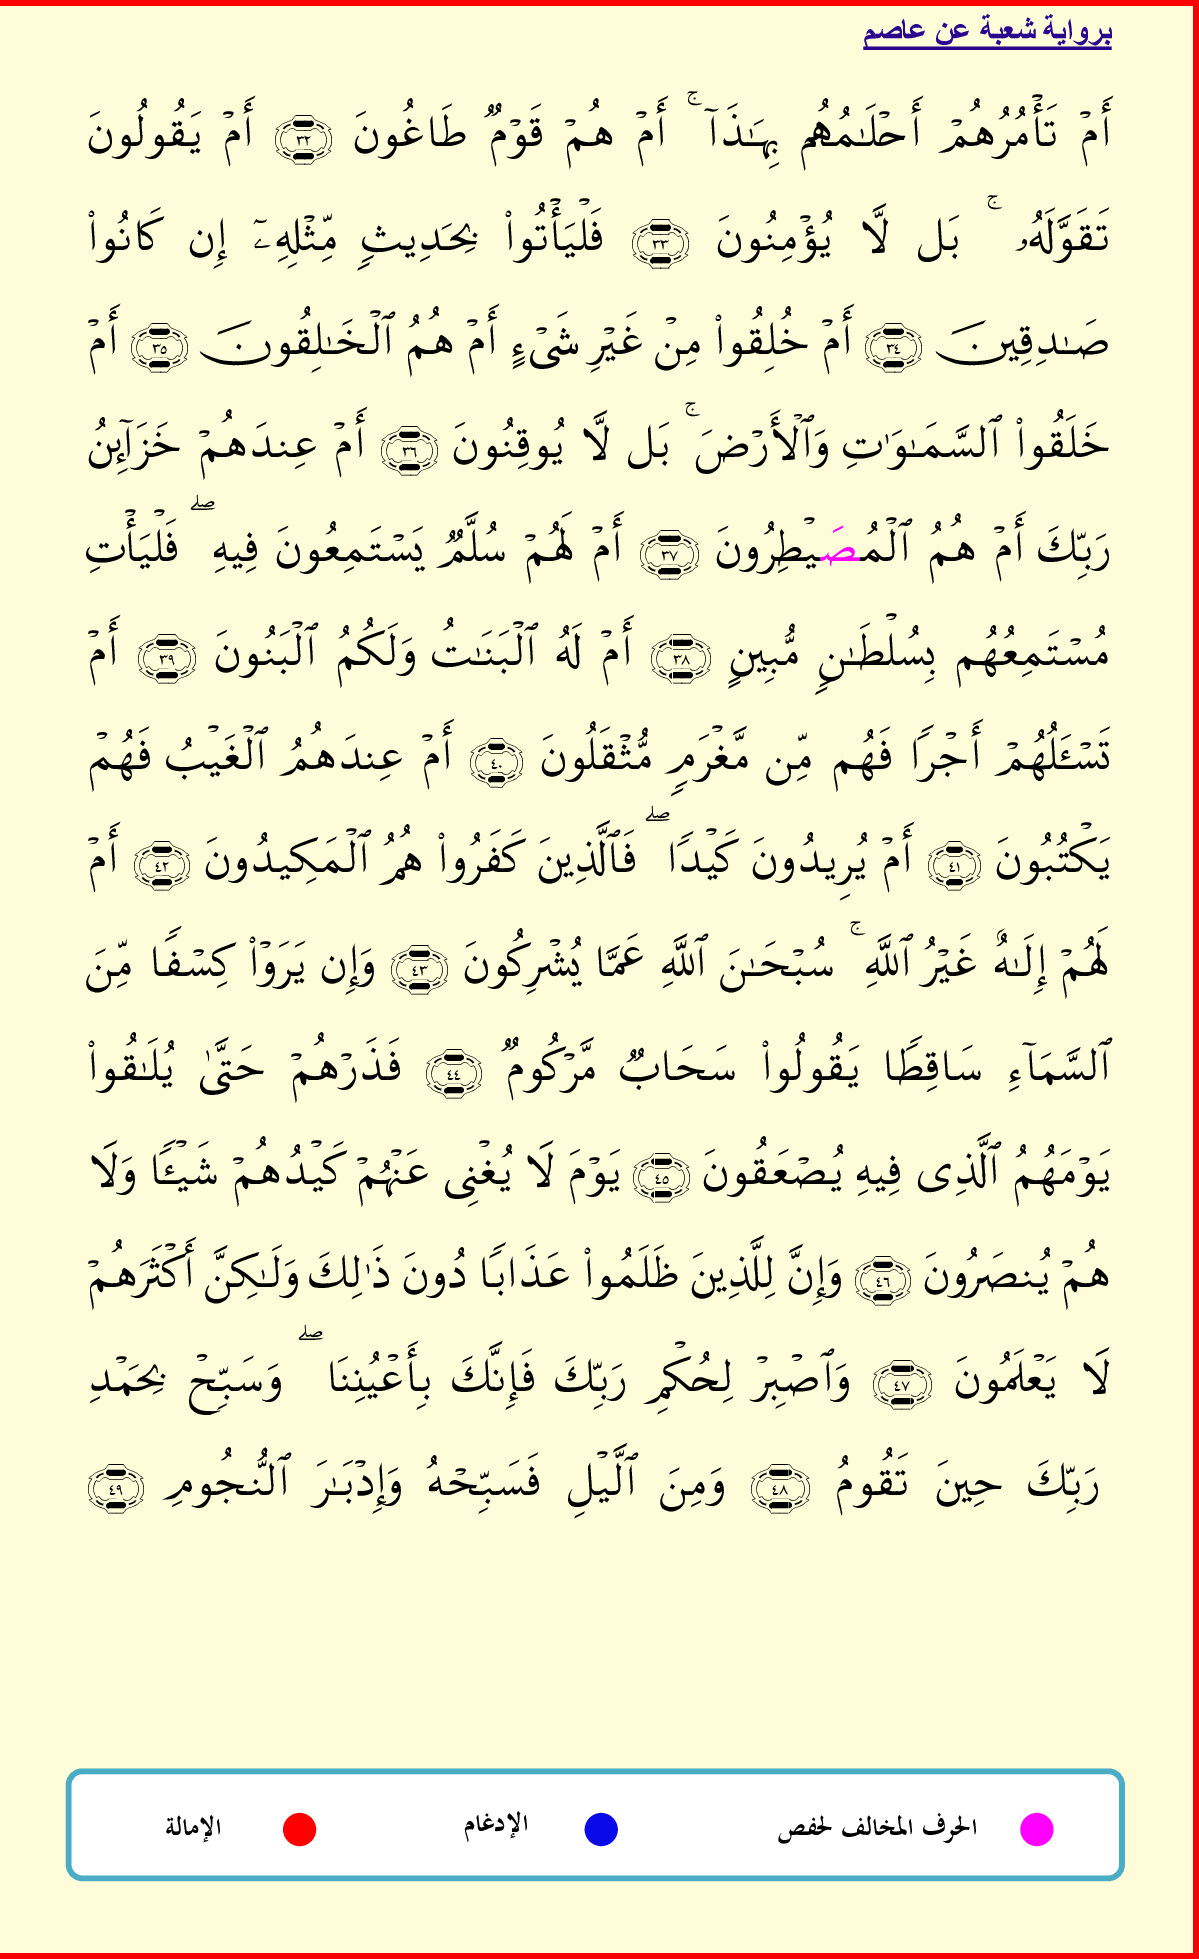 برواية شعبة عن عاصم
أَمۡ تَأۡمُرُهُمۡ أَحۡلَـٰمُهُم بِهَـٰذَآۚ أَمۡ هُمۡ قَوۡمٌ طَاغُونَ ٣٢ أَمۡ يَقُولُونَ
تَقَوَّلَهُۥۚ بَل لَّا يُؤۡمِنُونَ ٣٣ فَلۡيَأۡتُواْ بِحَدِيثٍ مِّثۡلِهِۦٓ إِن كَانُواْ
صَـٰدِقِينَ ٣٤ أَمۡ خُلِقُواْ مِنۡ غَيۡرِ شَىۡءٍ أَمۡ هُمُ ٱلۡخَـٰلِقُونَ ٣٥ أَمۡ
خَلَقُواْ ٱلسَّمَـٰوَٰتِ وَٱلۡأَرۡضَۚ بَل لَّا يُوقِنُونَ ٣٦ أَمۡ عِندَهُمۡ خَزَآئِنُ
رَبِّكَ أَمۡ هُمُ ٱلۡمُصَيۡطِرُونَ ٣٧ أَمۡ لَهُمۡ سُلَّمٌ يَسۡتَمِعُونَ فِيهِۖ فَلۡيَأۡتِ
مُسۡتَمِعُهُم بِسُلۡطَـٰنٍ مُّبِينٍ ٣٨ أَمۡ لَهُ ٱلۡبَنَـٰتُ وَلَكُمُ ٱلۡبَنُونَ ٣٩ أَمۡ
تَسۡـَٔلُهُمۡ أَجۡرًا فَهُم مِّن مَّغۡرَمٍ مُّثۡقَلُونَ ٤٠ أَمۡ عِندَهُمُ ٱلۡغَيۡبُ فَهُمۡ
يَكۡتُبُونَ ٤١ أَمۡ يُرِيدُونَ كَيۡدًاۖ فَٱلَّذِينَ كَفَرُواْ هُمُ ٱلۡمَكِيدُونَ ٤٢ أَمۡ
لَهُمۡ إِلَـٰهٌ غَيۡرُ ٱللَّهِۚ سُبۡحَـٰنَ ٱللَّهِ عَمَّا يُشۡرِكُونَ ٤٣ وَإِن يَرَوۡاْ كِسۡفًا مِّنَ
ٱلسَّمَآءِ سَاقِطًا يَقُولُواْ سَحَابٌ مَّرۡكُومٌ ٤٤ فَذَرۡهُمۡ حَتَّىٰ يُلَـٰقُواْ
يَوۡمَهُمُ ٱلَّذِى فِيهِ يُصۡعَقُونَ ٤٥ يَوۡمَ لَا يُغۡنِى عَنۡهُمۡ كَيۡدُهُمۡ شَيۡـًٔا وَلَا
هُمۡ يُنصَرُونَ ٤٦ وَإِنَّ لِلَّذِينَ ظَلَمُواْ عَذَابًا دُونَ ذَٰلِكَ وَلَـٰكِنَّ أَكۡثَرَهُمۡ
لَا يَعۡلَمُونَ ٤٧ وَٱصۡبِرۡ لِحُكۡمِ رَبِّكَ فَإِنَّكَ بِأَعۡيُنِنَاۖ وَسَبِّحۡ بِحَمۡدِ
رَبِّكَ حِينَ تَقُومُ ٤٨ وَمِنَ ٱلَّيۡلِ فَسَبِّحۡهُ وَإِدۡبَـٰرَ ٱلنُّجُومِ ٤٩
الحرف المخالف لحفص الإدغام الإمالة